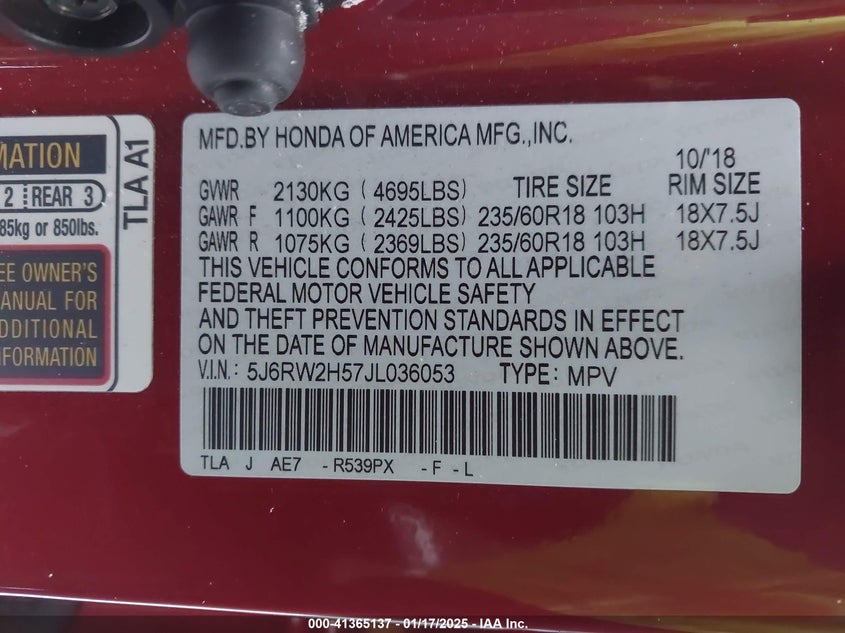 MATION
2 REAR 3
85kg or 850lbs.
EE OWNER'S
ANUAL FOR
DDITIONAL
NFORMATION
TLA A1
MFD.BY HONDA OF AMERICA MFG.,INC.
10/'18
GVWR 2130KG ( 4695LBS) TIRE SIZE RIM SIZE
GAWR F 1100KG ( 2425LBS) 235/60R18 103H 18X7.5J
GAWR R 1075KG ( 2369LBS) 235/60R18 103H 18X7.5J
THIS VEHICLE CONFORMS TO ALL APPLICABLE
FEDERAL MOTOR VEHICLE SAFETY
AND THEFT PREVENTION STANDARDS IN EFFECT
ON THE DATE OF MANUFACTURE SHOWN ABOVE.
V.I.N.: 5J6RW2H57JL036053 TYPE: MPV
TLA J AE7 -R539PX -F -L
000-41365137 - 01/17/2025 - IAA Inc.